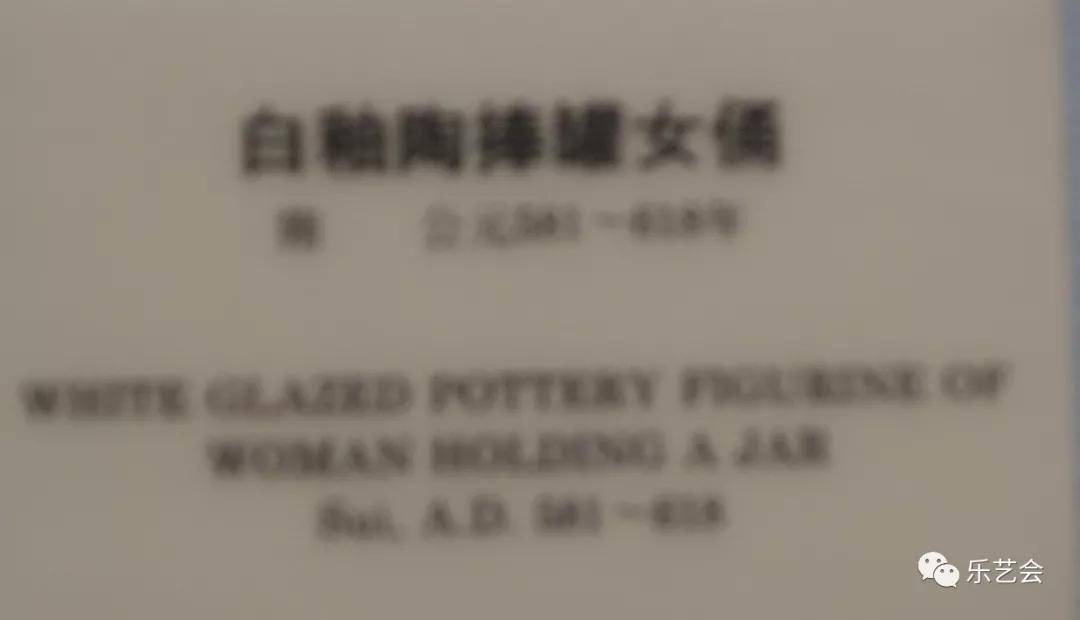 白釉陶捧罐女俑
隋 公元581~618年
WHITE GLAZED POTTERY FIGURINE OF
WOMAN HOLDING A JAR
Sui, A.D. 581~618
乐艺会